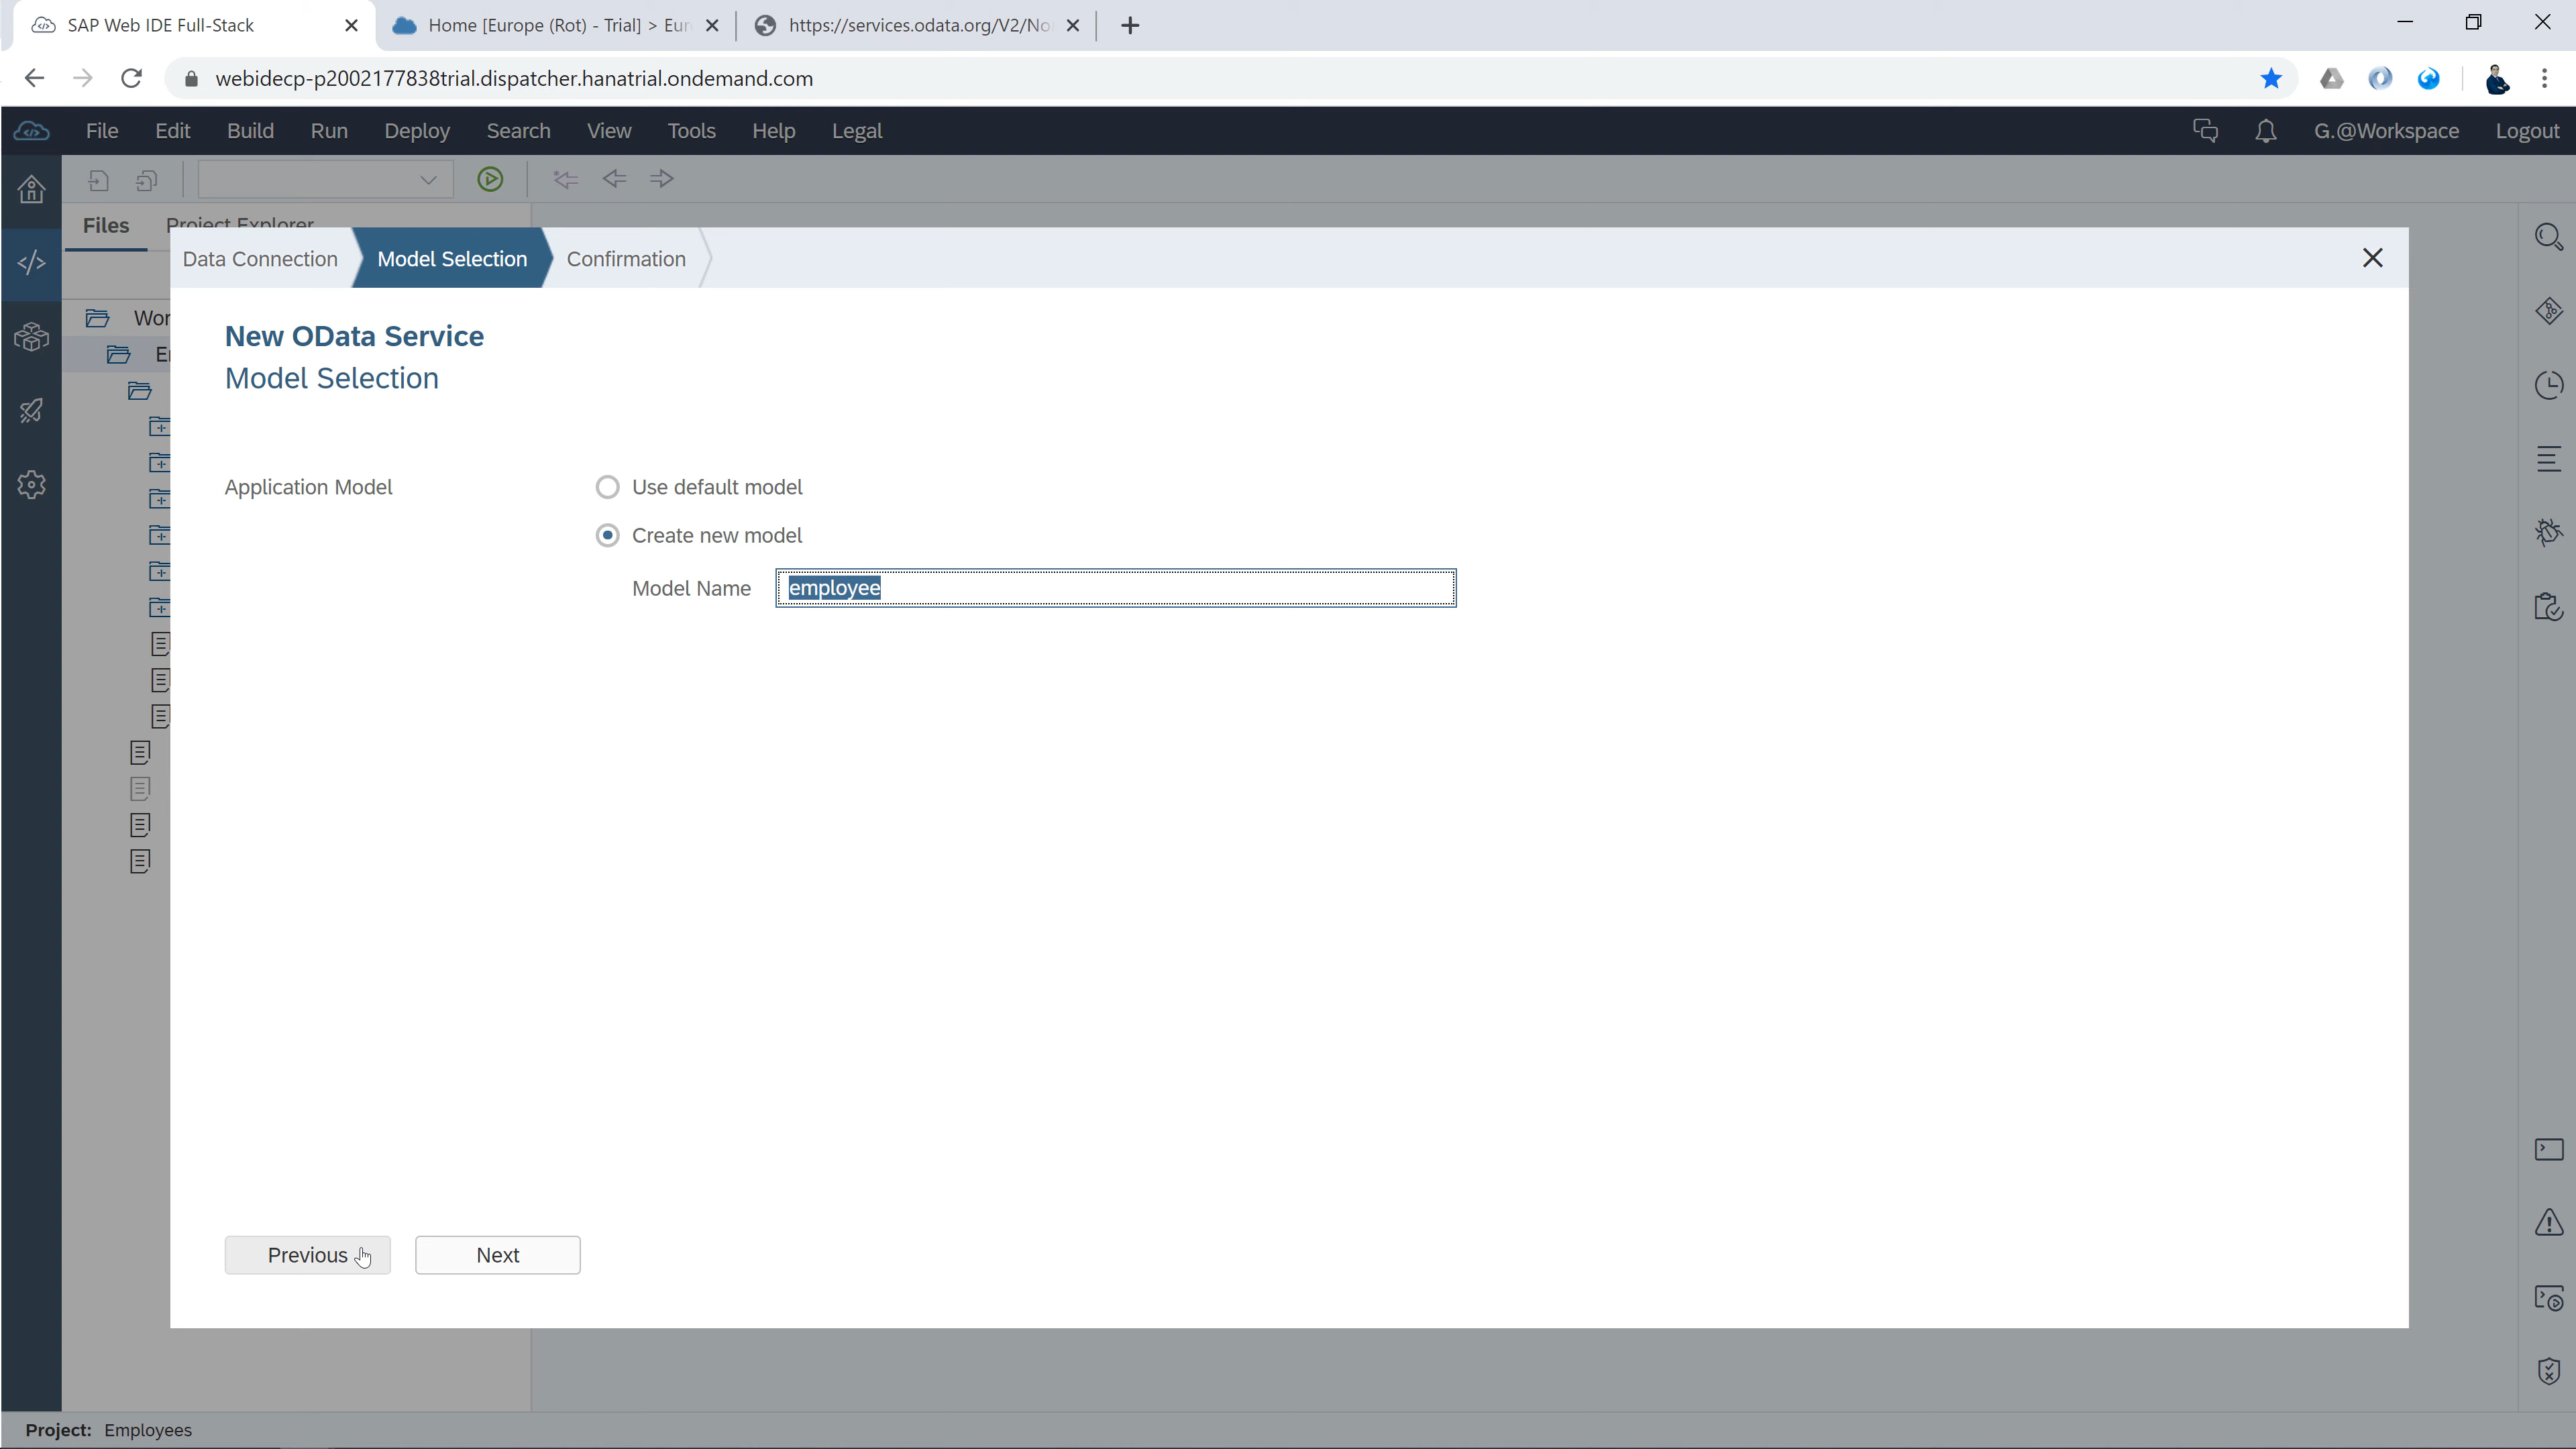 SAP Web IDE Full-Stack
Home [Europe (Rot) - Trial] > Eur
https://services.odata.org/V2/No
webidecp-p2002177838trial.dispatcher.hanatrial.ondemand.com
File Edit Build Run Deploy Search View Tools Help Legal
G.@Workspace Logout
Files Project Explorer
Data Connection Model Selection Confirmation
Wor
New OData Service
Model Selection
Application Model
Use default model
Create new model
Model Name employee
Previous Next
Project: Employees